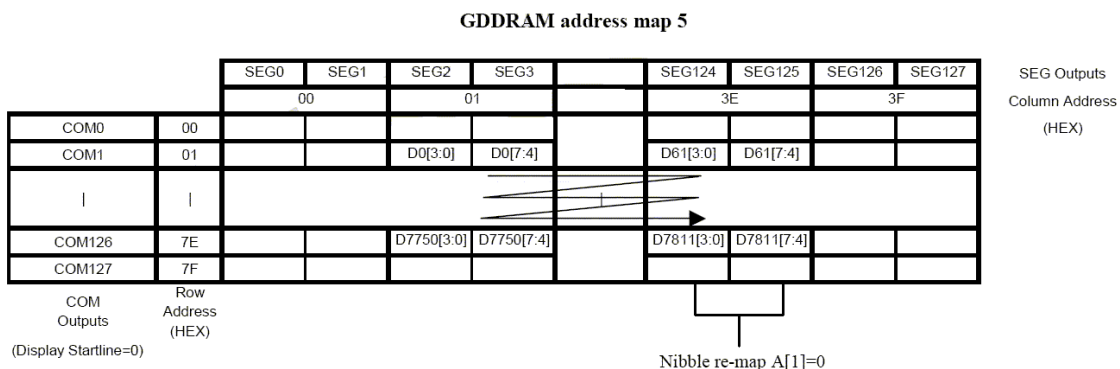 GDDRAM address map 5
SEG0 SEG1 SEG2 SEG3 SEG124 SEG125 SEG126 SEG127 SEG Outputs
00 01 3E 3F Column Address
(HEX)
COM0 00
COM1 01 D0[3:0] D0[7:4] D61[3:0] D61[7:4]
| | |
COM126 7E D7750[3:0] D7750[7:4] D7811[3:0] D7811[7:4]
COM127 7F
COM
Outputs
(Display Startline=0)
Row
Address
(HEX)
Nibble re-map A[1]=0